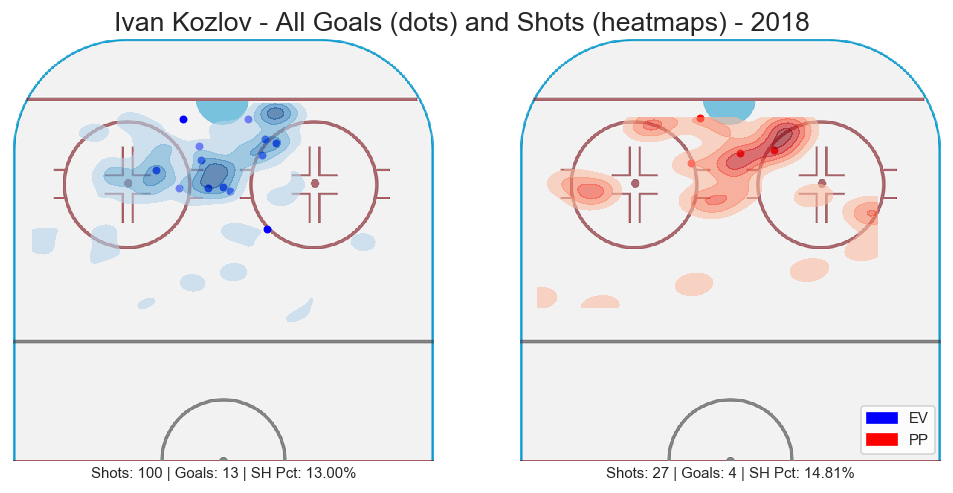 Ivan Kozlov - All Goals (dots) and Shots (heatmaps) - 2018
EV
PP
Shots: 100 | Goals: 13 | SH Pct: 13.00%
Shots: 27 | Goals: 4 | SH Pct: 14.81%